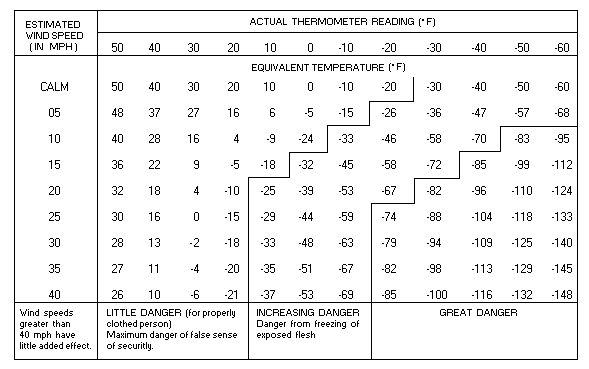 ESTIMATED WIND SPEED (IN MPH) ACTUAL THERMOMETER READING (°F)
50 40 30 20 10 0 -10 -20 -30 -40 -50 -60
EQUIVALENT TEMPERATURE (°F)
CALM 50 40 30 20 10 0 -10 -20 -30 -40 -50 -60
05 48 37 27 16 6 -5 -15 -26 -36 -47 -57 -68
10 40 28 16 4 -9 -24 -33 -46 -58 -70 -83 -95
15 36 22 9 -5 -18 -32 -45 -58 -72 -85 -99 -112
20 32 18 4 -10 -25 -39 -53 -67 -82 -96 -110 -124
25 30 16 0 -15 -29 -44 -59 -74 -88 -104 -118 -133
30 28 13 -2 -18 -33 -48 -63 -79 -94 -109 -125 -140
35 27 11 -4 -20 -35 -51 -67 -82 -98 -113 -129 -145
40 26 10 -6 -21 -37 -53 -69 -85 -100 -116 -132 -148
Wind speeds
greater than
40 mph have
little added effect.
LITTLE DANGER (for properly
clothed person)
Maximum danger of false sense
of securitly.
INCREASING DANGER
Danger from freezing of
exposed flesh
GREAT DANGER